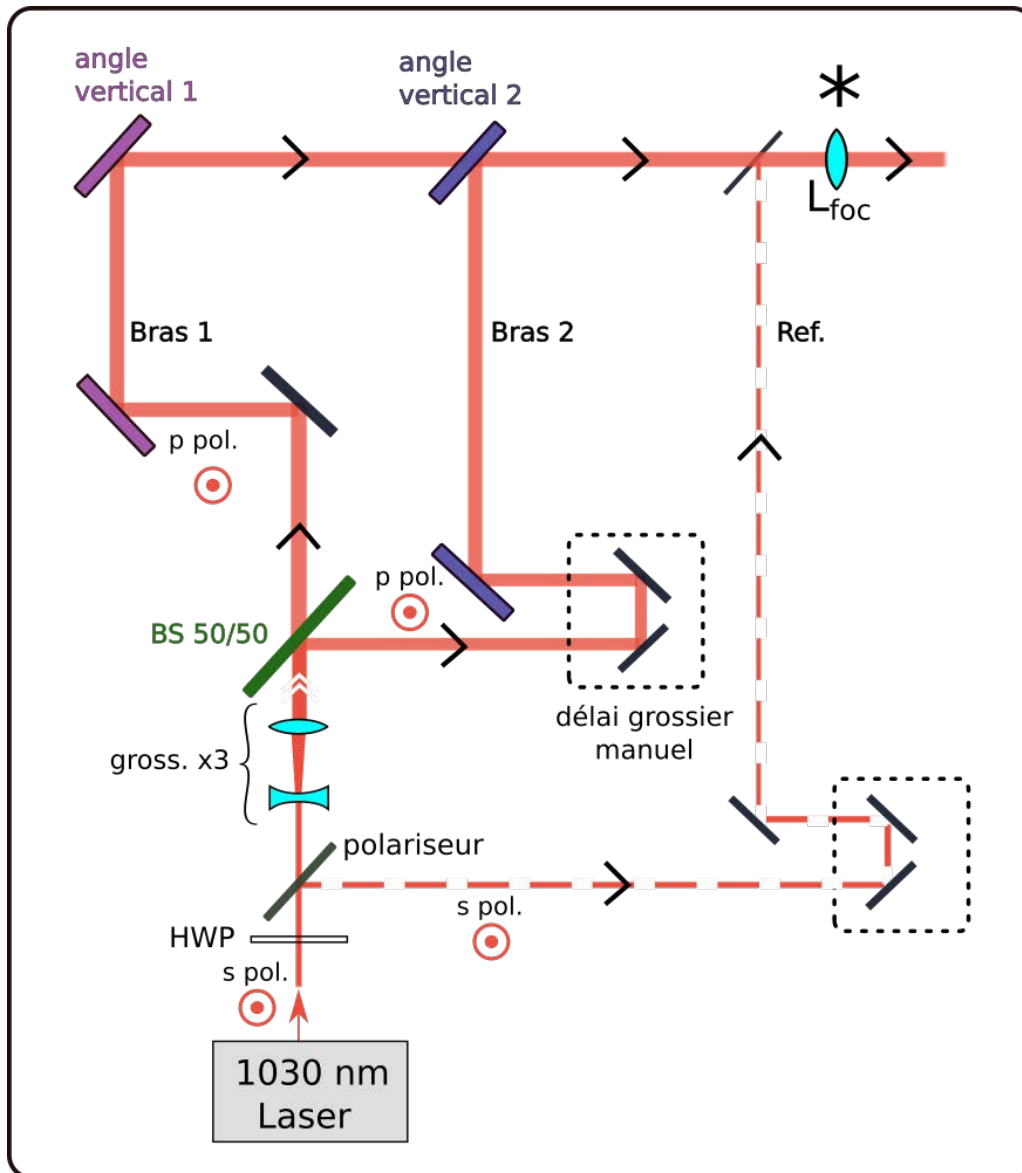 angle
vertical 1
angle
vertical 2
*
L_foc
Bras 1
Bras 2
Ref.
p pol.
p pol.
BS 50/50
délai grossier
manuel
gross. x3
polariseur
s pol.
HWP
s pol.
1030 nm
Laser